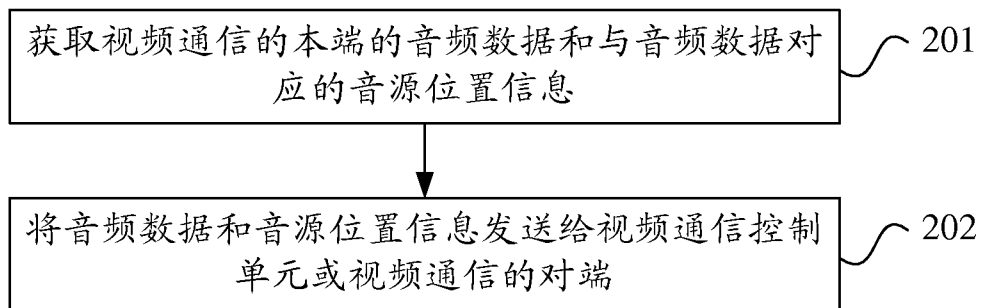 获取视频通信的本端的音频数据和与音频数据对
应的音源位置信息
201
将音频数据和音源位置信息发送给视频通信控制
单元或视频通信的对端
202